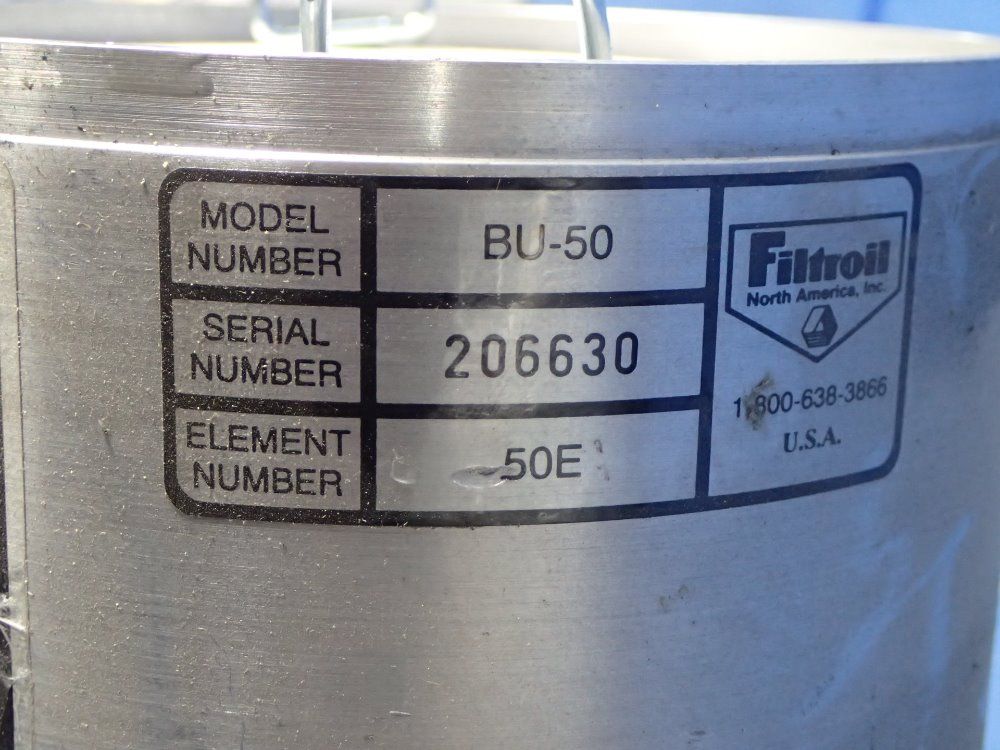 MODEL
NUMBER
BU-50
SERIAL
NUMBER
206630
ELEMENT
NUMBER
50E
Filtroil
North America, Inc.
1-800-638-3866
U.S.A.